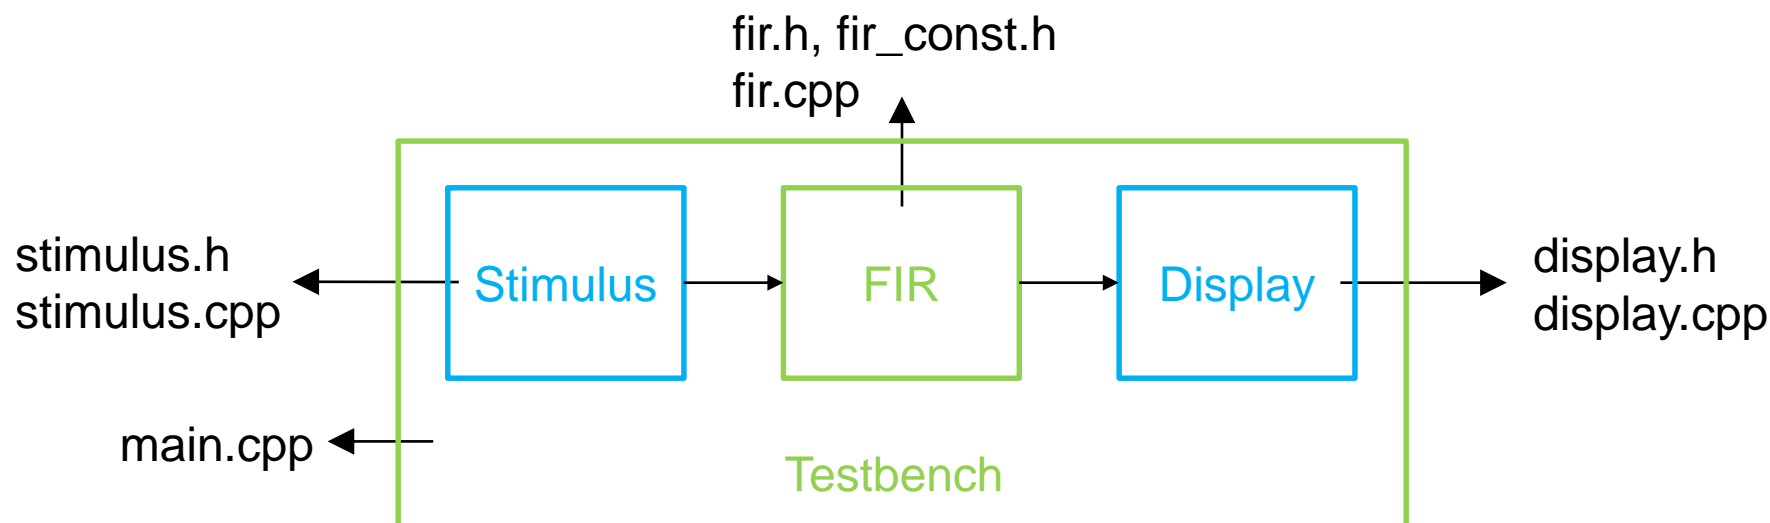 fir.h, fir_const.h
fir.cpp
stimulus.h
stimulus.cpp
Stimulus
FIR
Display
display.h
display.cpp
main.cpp
Testbench